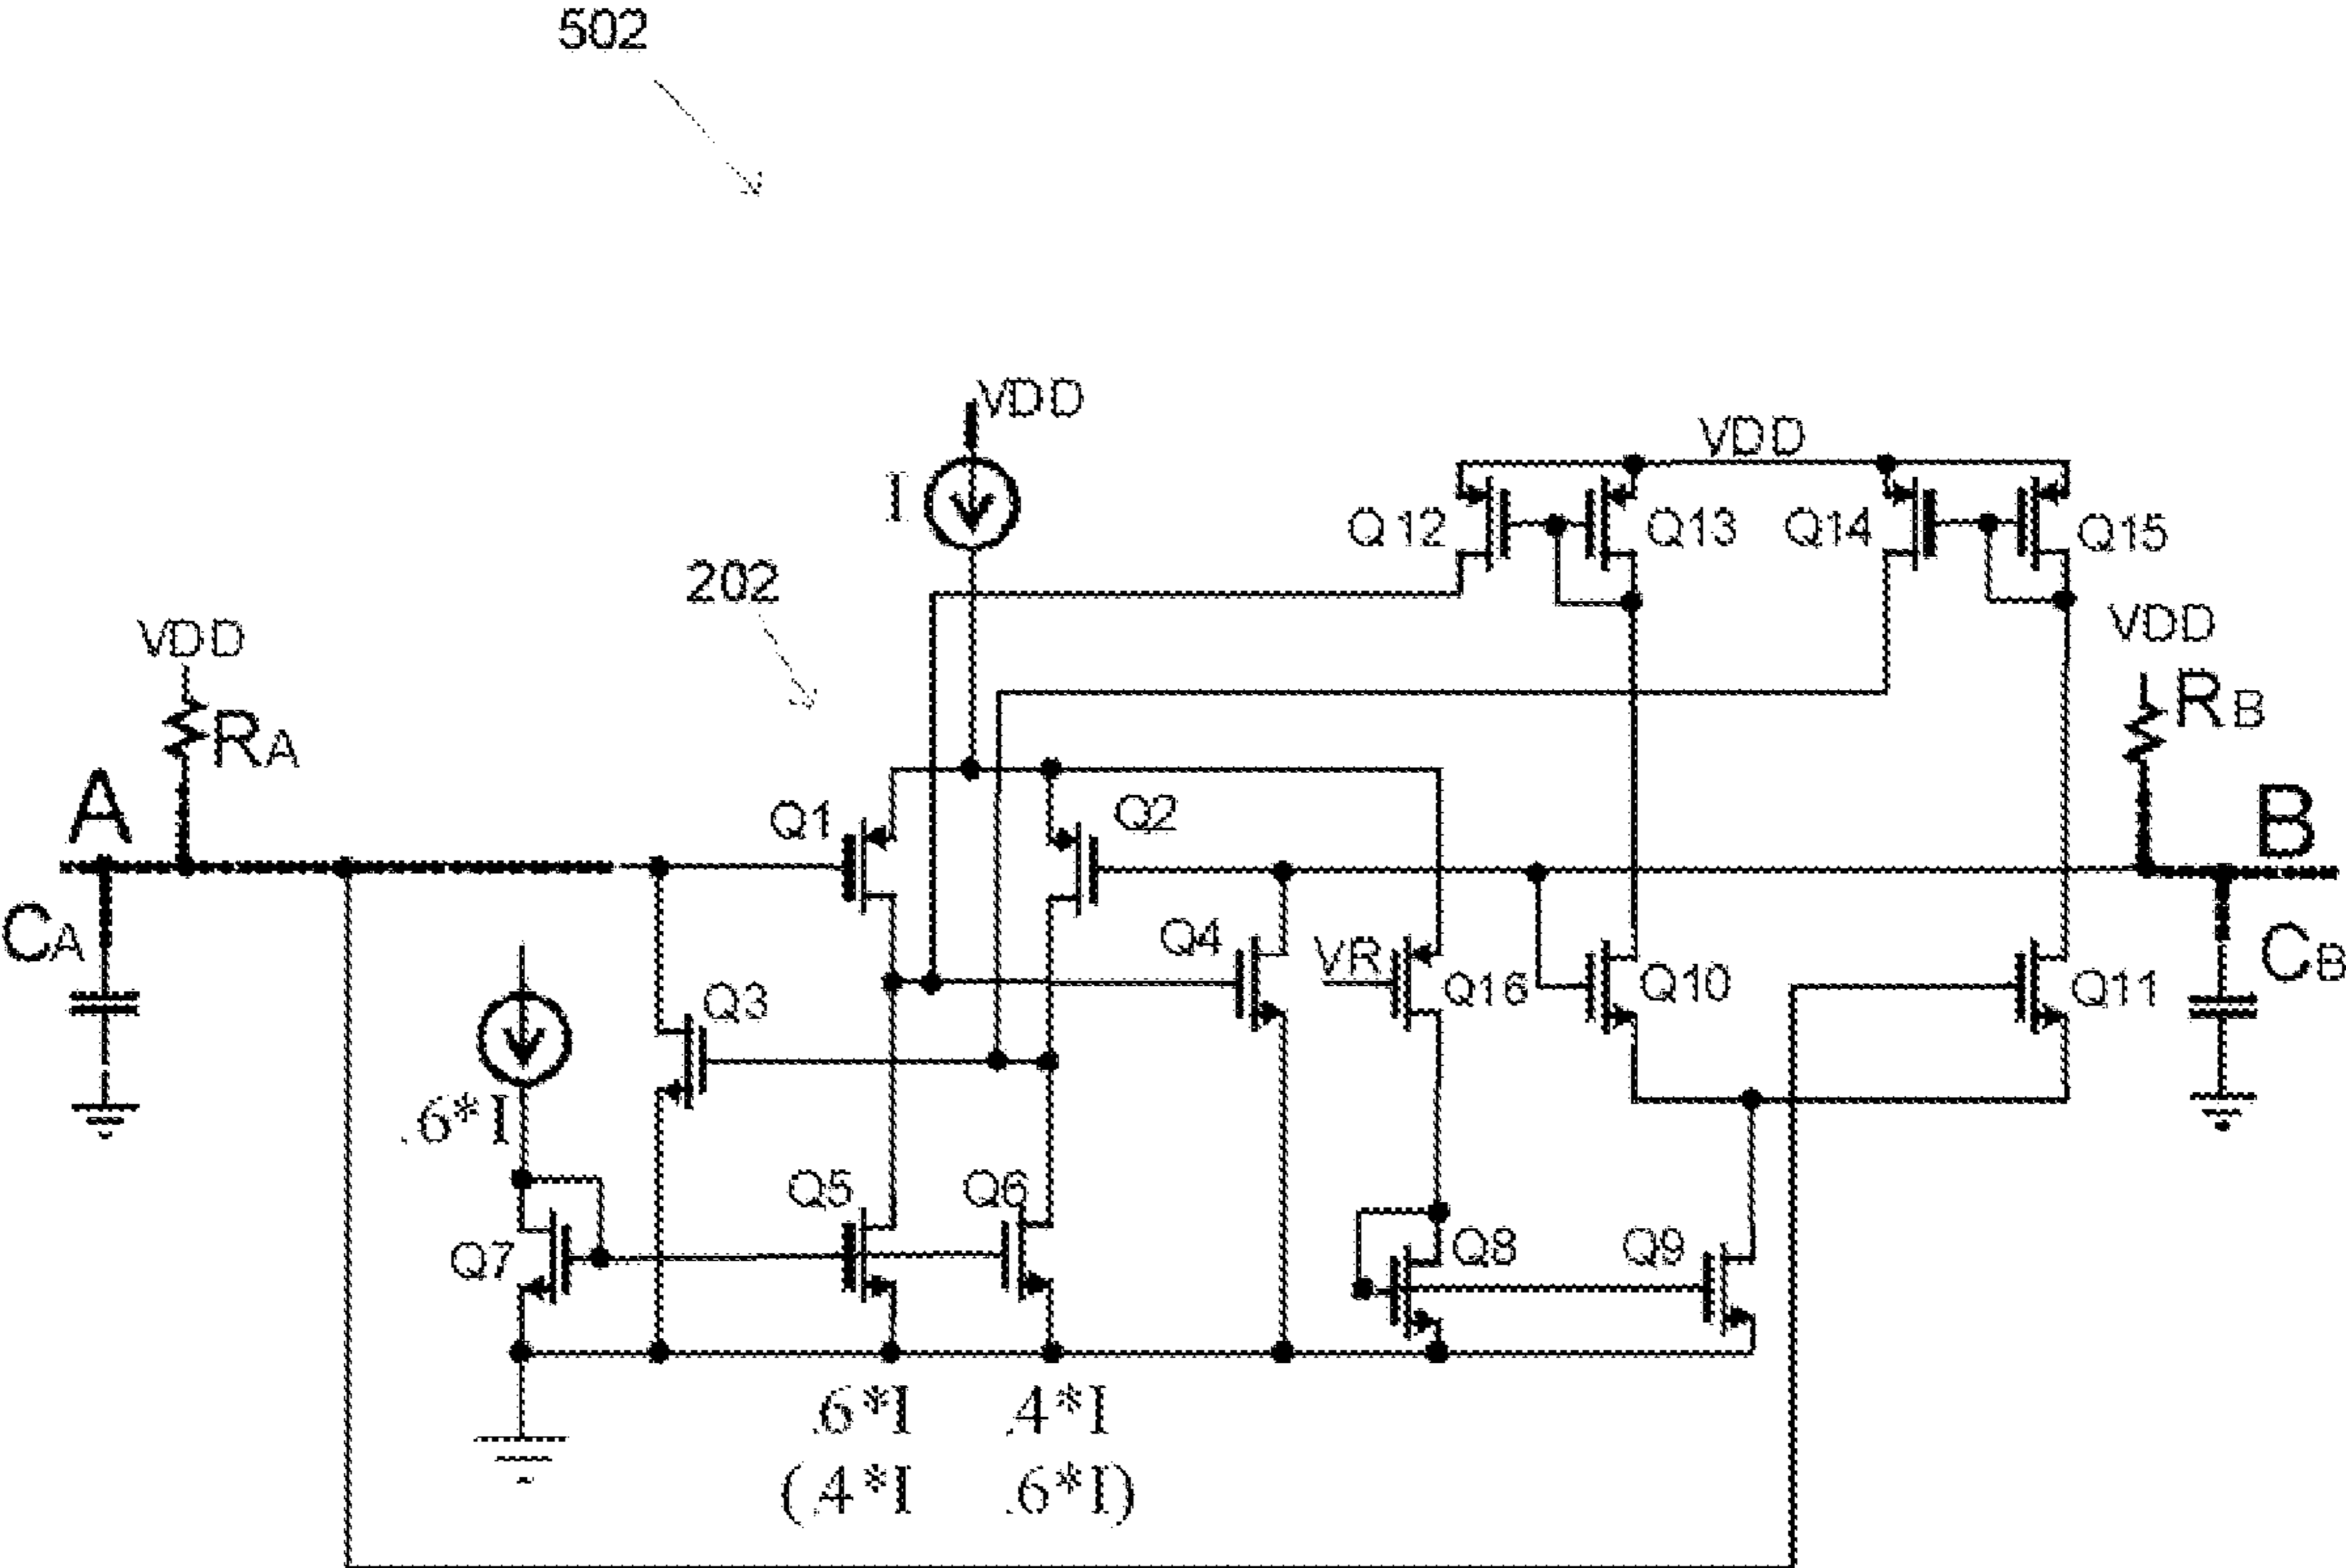 502
VDD
I
VDD
Q12
Q13
Q14
Q15
202
VDD
RA
VDD
RB
A
Q1
Q2
B
CA
Q3
Q4
VR
Q16
Q10
Q11
CB
.6*I
Q7
Q5
Q6
Q8
Q9
.6*I .4*I
(.4*I .6*I)